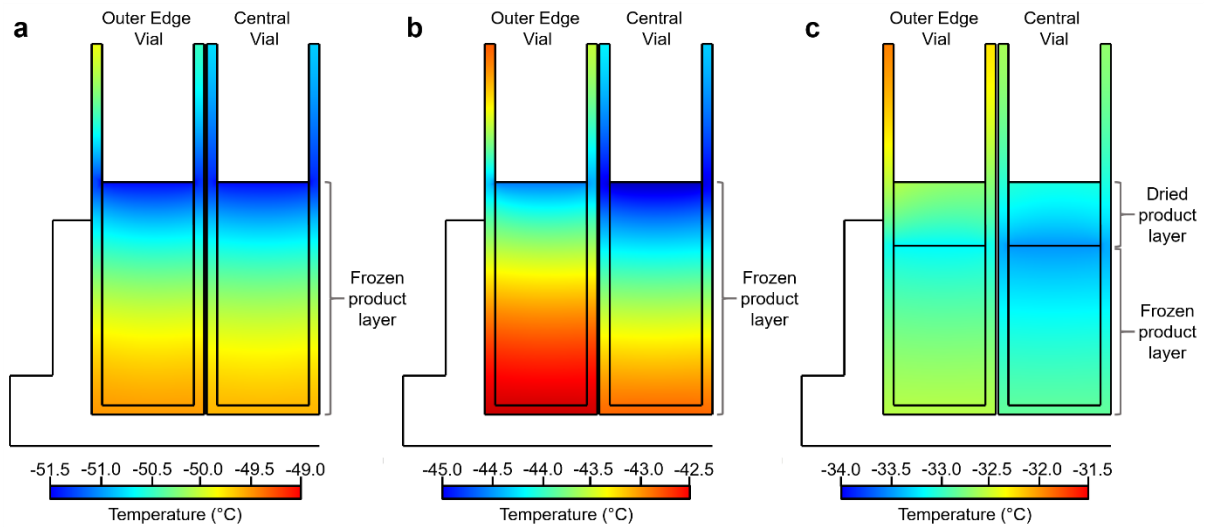 a
Outer Edge
Vial
Central
Vial
Frozen
product
layer
-51.5 -51.0 -50.5 -50.0 -49.5 -49.0
Temperature (°C)
b
Outer Edge
Vial
Central
Vial
Frozen
product
layer
-45.0 -44.5 -44.0 -43.5 -43.0 -42.5
Temperature (°C)
c
Outer Edge
Vial
Central
Vial
Dried
product
layer
Frozen
product
layer
-34.0 -33.5 -33.0 -32.5 -32.0 -31.5
Temperature (°C)